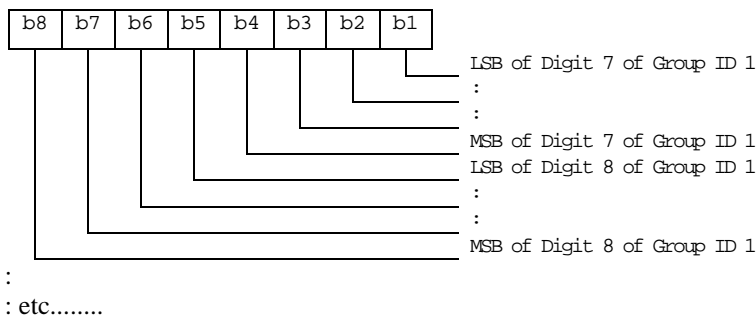 b8 b7 b6 b5 b4 b3 b2 b1
LSB of Digit 7 of Group ID 1
:
:
MSB of Digit 7 of Group ID 1
LSB of Digit 8 of Group ID 1
:
:
MSB of Digit 8 of Group ID 1
:
: etc........